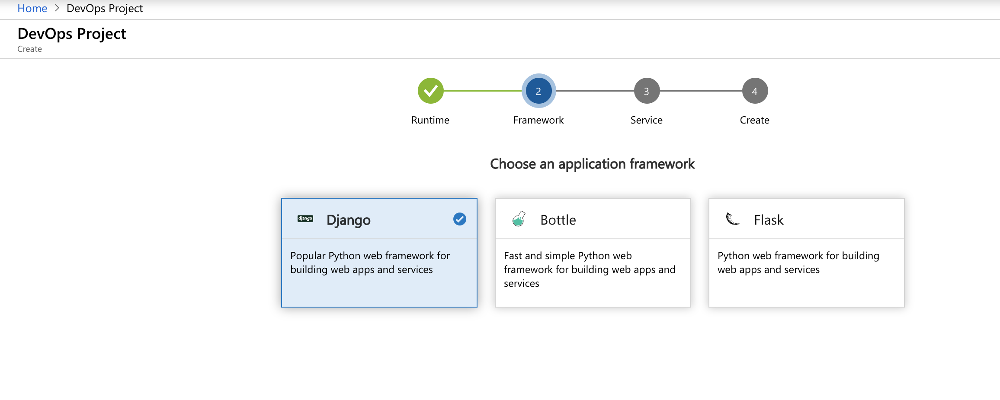 Home > DevOps Project
DevOps Project
Create
2
3
4
Runtime
Framework
Service
Create
Choose an application framework
django
Django
Popular Python web framework for
building web apps and services
Bottle
Fast and simple Python web
framework for building web apps and
services
Flask
Python web framework for building
web apps and services